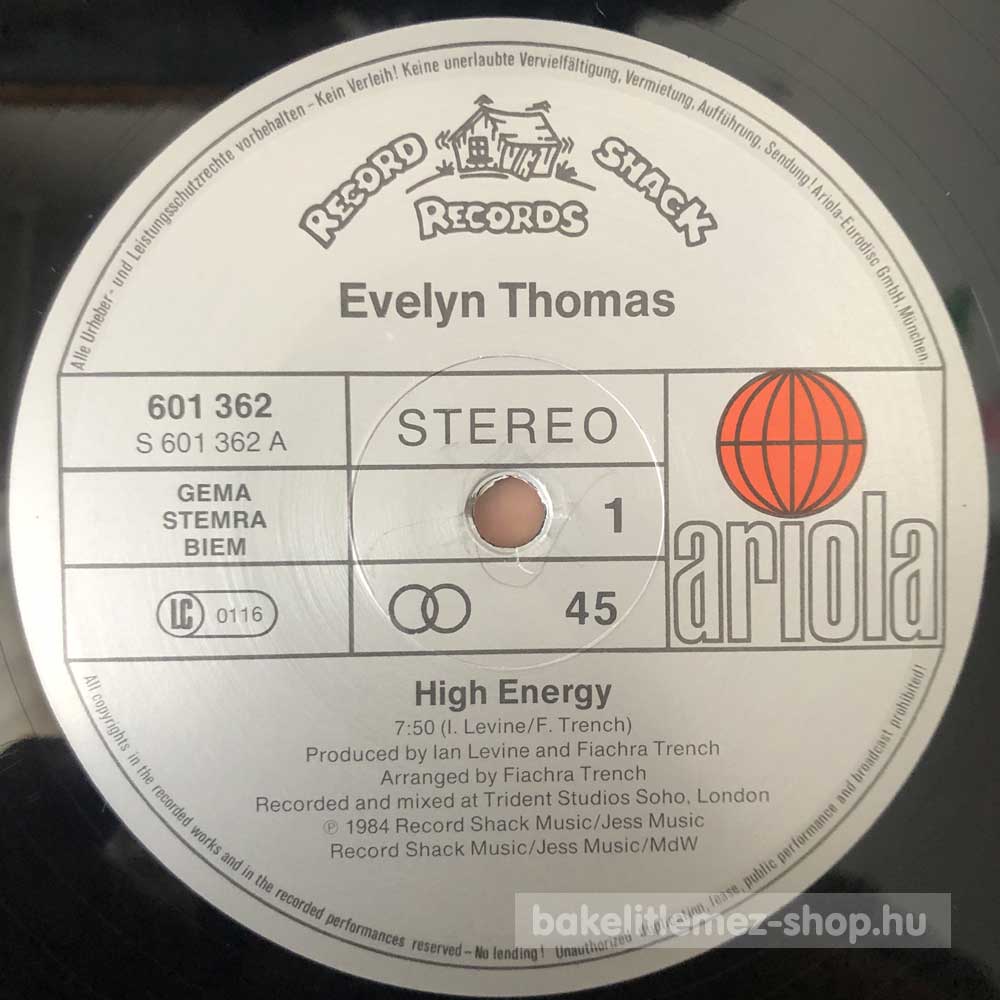 Alle Urheber- und Leistungsschutzrechte vorbehalten – Kein Verleih! Keine unerlaubte Vervielfältigung, Vermietung, Aufführung, Sendung! Ariola-Eurodisc GmbH, München
RECORD SHACK
RECORDS
Evelyn Thomas
601 362
S 601 362 A
STEREO
GEMA
STEMRA
BIEM
1
LC 0116
45
ariola
High Energy
7:50 (I. Levine/F. Trench)
Produced by Ian Levine and Fiachra Trench
Arranged by Fiachra Trench
Recorded and mixed at Trident Studios Soho, London
℗ 1984 Record Shack Music/Jess Music
Record Shack Music/Jess Music/MdW
All copyrights in the recorded works and in the recorded performances reserved – No lending! Unauthorized duplication, lease, public performance and broadcast prohibited!
bakelitlemez-shop.hu